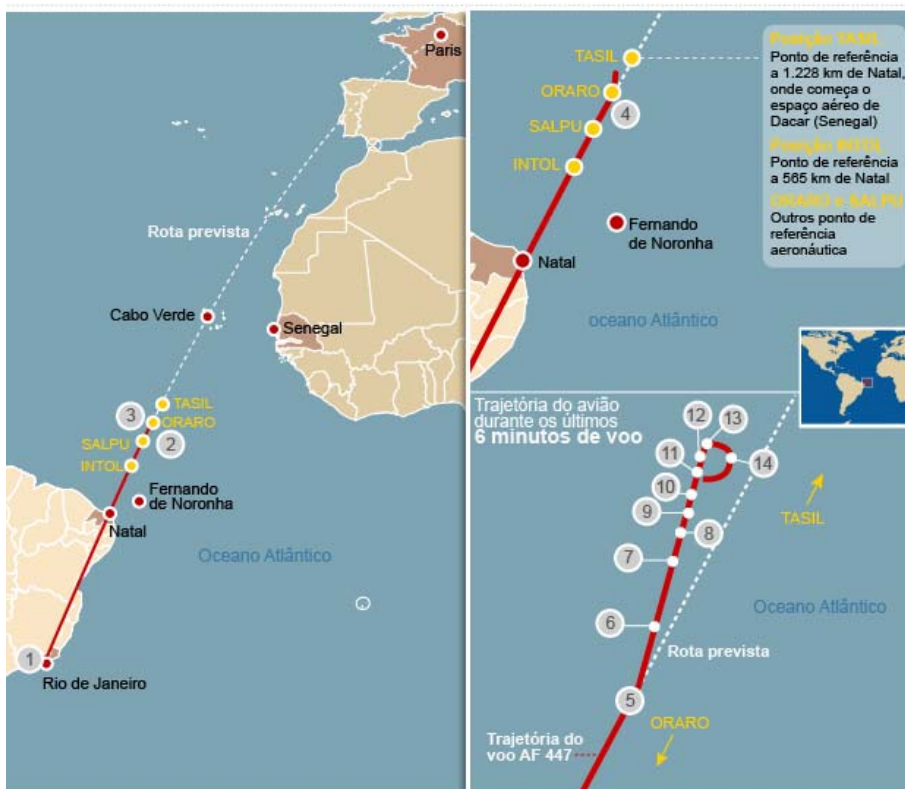 Paris
Rota prevista
Cabo Verde
Senegal
3
TASIL
ORARO
SALPU
2
INTOL
Fernando
de Noronha
Natal
Oceano Atlântico
1
Rio de Janeiro
TASIL
ORARO
4
SALPU
INTOL
Fernando
de Noronha
Natal
oceano Atlântico
Posição TASIL
Ponto de referência
a 1.228 km de Natal,
onde começa o
espaço aéreo de
Dacar (Senegal)
Posição INTOL
Ponto de referência
a 565 km de Natal
ORARO e SALPU
Outros ponto de
referência
aeronáutica
Trajetória do avião
durante os últimos
6 minutos de voo
12
13
11
14
10
9
8
7
6
5
TASIL
Oceano Atlântico
Rota prevista
ORARO
Trajetória do
voo AF 447